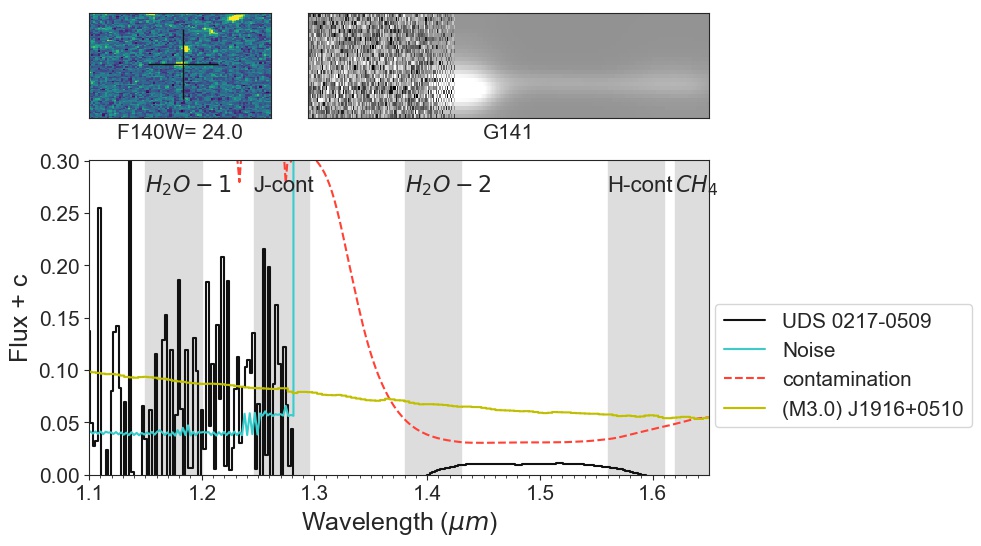 F140W= 24.0
G141
0.30
0.25
0.20
0.15
0.10
0.05
0.00
Flux + c
H₂O − 1
J-cont
H₂O − 2
H-cont
CH₄
1.1
1.2
1.3
1.4
1.5
1.6
Wavelength (μm)
UDS 0217-0509
Noise
contamination
(M3.0) J1916+0510